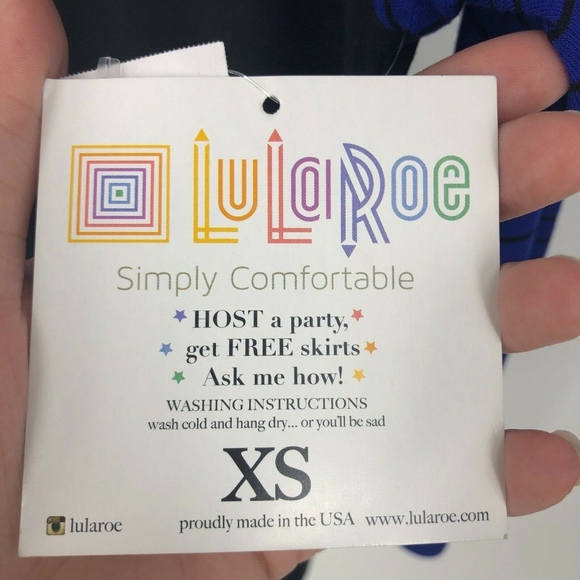 LuLaRoe
Simply Comfortable
HOST a party,
get FREE skirts
Ask me how!
WASHING INSTRUCTIONS
wash cold and hang dry... or you'll be sad
XS
lularoe proudly made in the USA www.lularoe.com